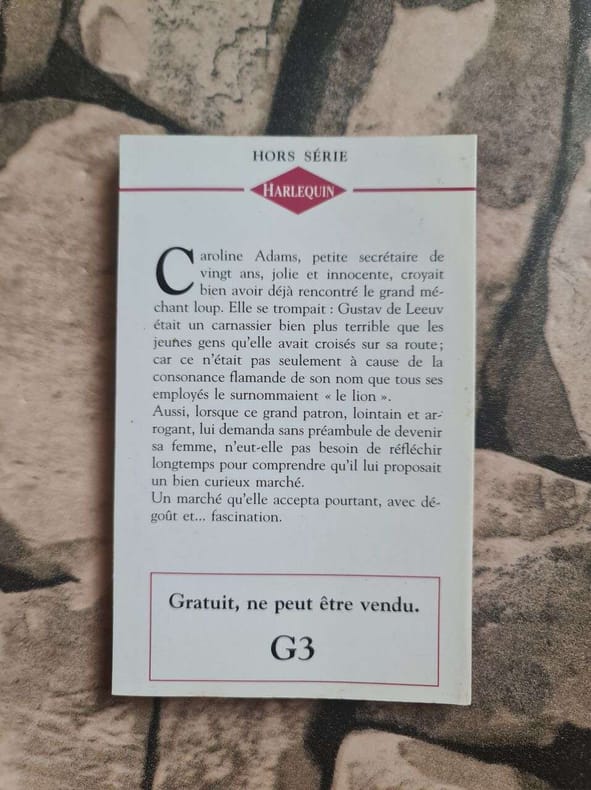 HORS SÉRIE
HARLEQUIN
Caroline Adams, petite secrétaire de
vingt ans, jolie et innocente, croyait
bien avoir déjà rencontré le grand mé-
chant loup. Elle se trompait : Gustav de Leeuv
était un carnassier bien plus terrible que les
jeunes gens qu'elle avait croisés sur sa route ;
car ce n'était pas seulement à cause de la
consonance flamande de son nom que tous ses
employés le surnommaient « le lion ».
Aussi, lorsque ce grand patron, lointain et ar-
rogant, lui demanda sans préambule de devenir
sa femme, n'eut-elle pas besoin de réfléchir
longtemps pour comprendre qu'il lui proposait
un bien curieux marché.
Un marché qu'elle accepta pourtant, avec dé-
goût et... fascination.
Gratuit, ne peut être vendu.
G3